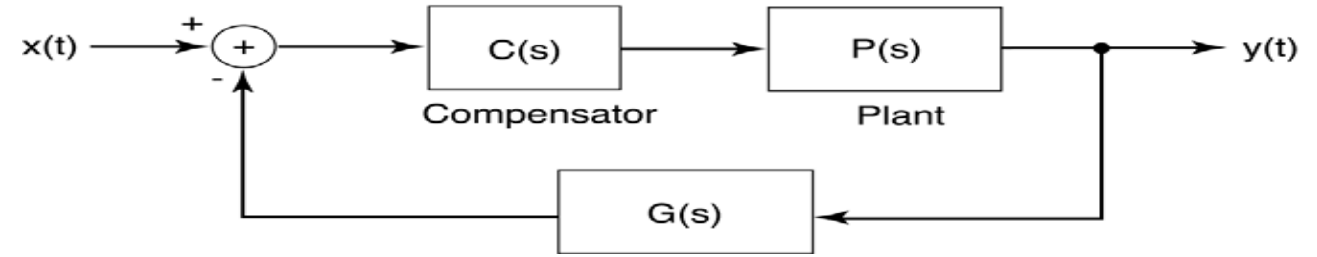 x(t) + + C(s) P(s) y(t)
-
Compensator Plant
G(s)